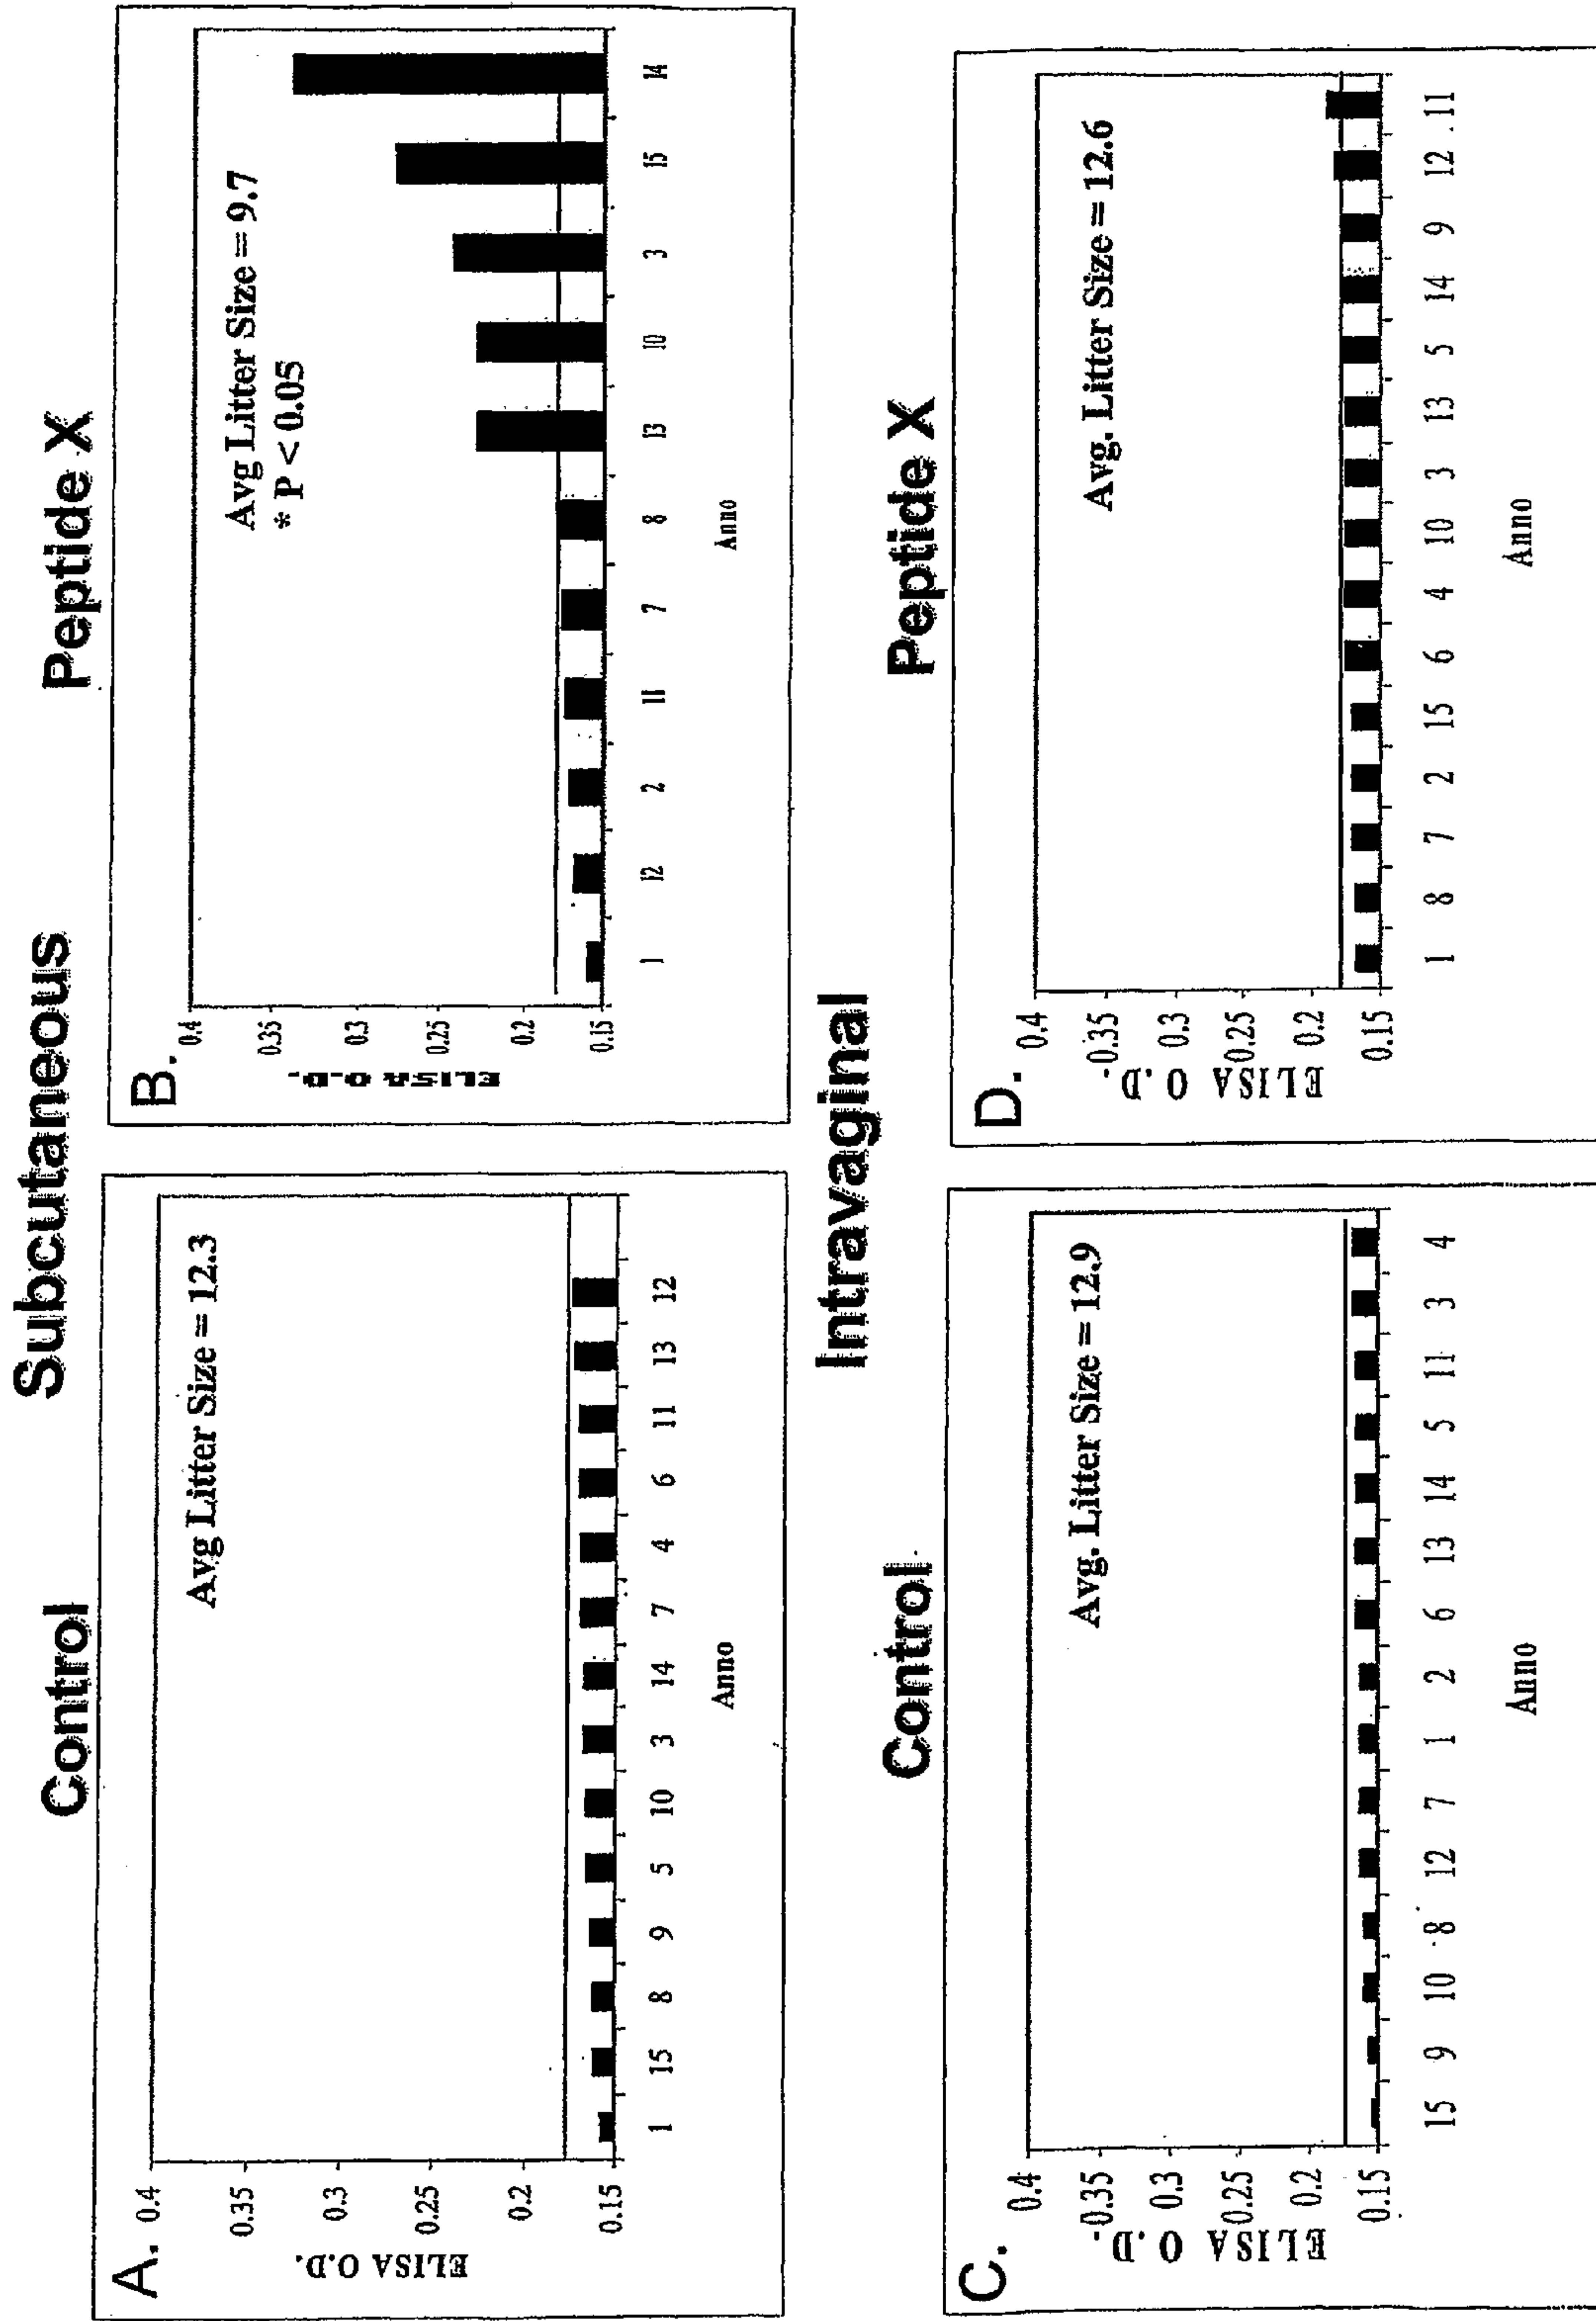 Subcutaneous
Control
Peptide X
A.
Avg Litter Size = 12.3
ELISA O.D.
0.4
0.35
0.3
0.25
0.2
0.15
1 15 8 9 5 10 3 14 7 4 6 11 13 12
Anno
B.
Avg Litter Size = 9.7
* P < 0.05
ELISA O.D.
0.4
0.35
0.3
0.25
0.2
0.15
1 12 2 11 7 8 13 10 3 15 14
Anno
Intravaginal
Control
Peptide X
C.
Avg. Litter Size = 12.9
ELISA O.D.
0.4
0.35
0.3
0.25
0.2
0.15
15 9 10 8 12 7 1 2 6 13 14 5 11 3 4
Anno
D.
Avg. Litter Size = 12.6
ELISA O.D.
0.4
0.35
0.3
0.25
0.2
0.15
1 8 7 2 15 6 4 10 3 13 5 14 9 12 11
Anno